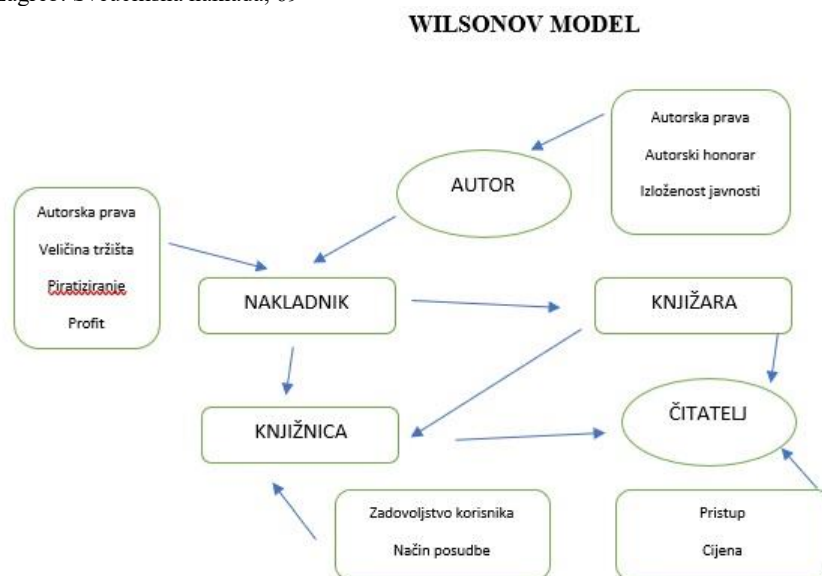 WILSONOV MODEL
Autorska prava
Autorski honorar
Izloženost javnosti
AUTOR
Autorska prava
Veličina tržišta
Piratiziranje
Profit
NAKLADNIK
KNJIŽARA
KNJIŽNICA
ČITATELJ
Zadovoljstvo korisnika
Način posudbe
Pristup
Cijena